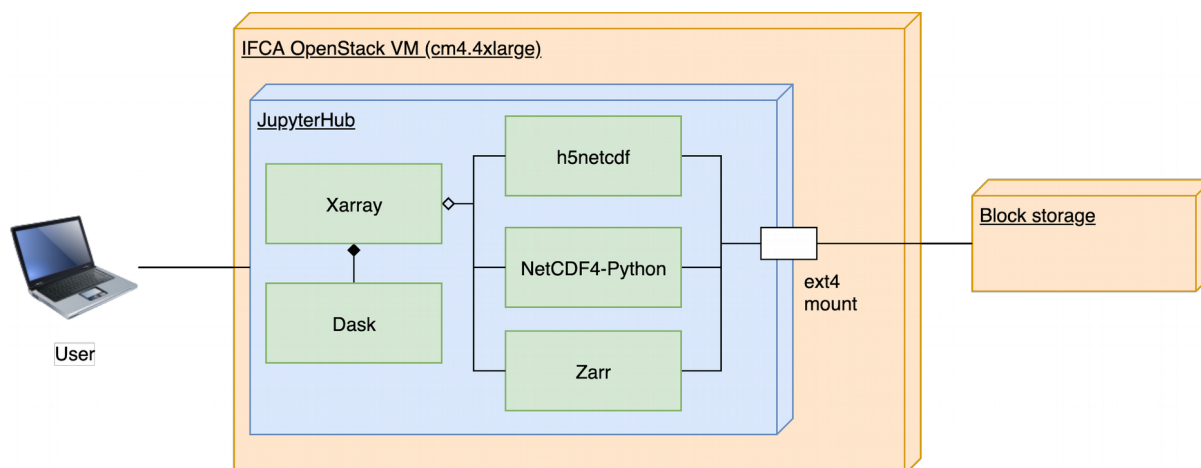 IFCA OpenStack VM (cm4.4xlarge)
JupyterHub
h5netcdf
Xarray
Block storage
NetCDF4-Python
ext4
mount
Dask
User
Zarr